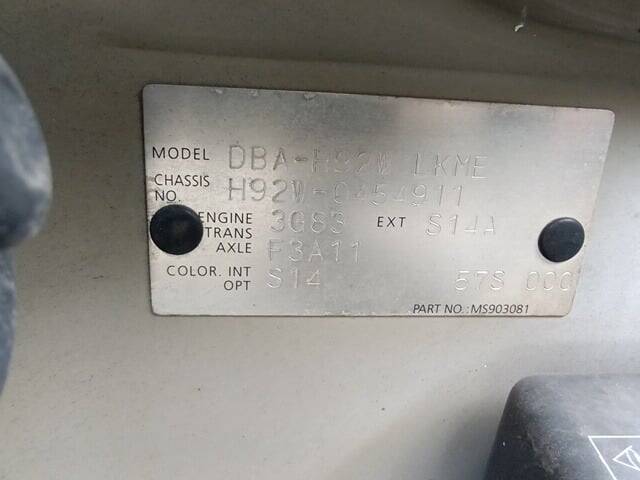 MODEL DBA-H92W LKME
CHASSIS NO. H92W-0454911
ENGINE 3G83 EXT S14A
TRANS AXLE F3A11
COLOR. INT OPT S14 57S 000
PART NO.: MS903081